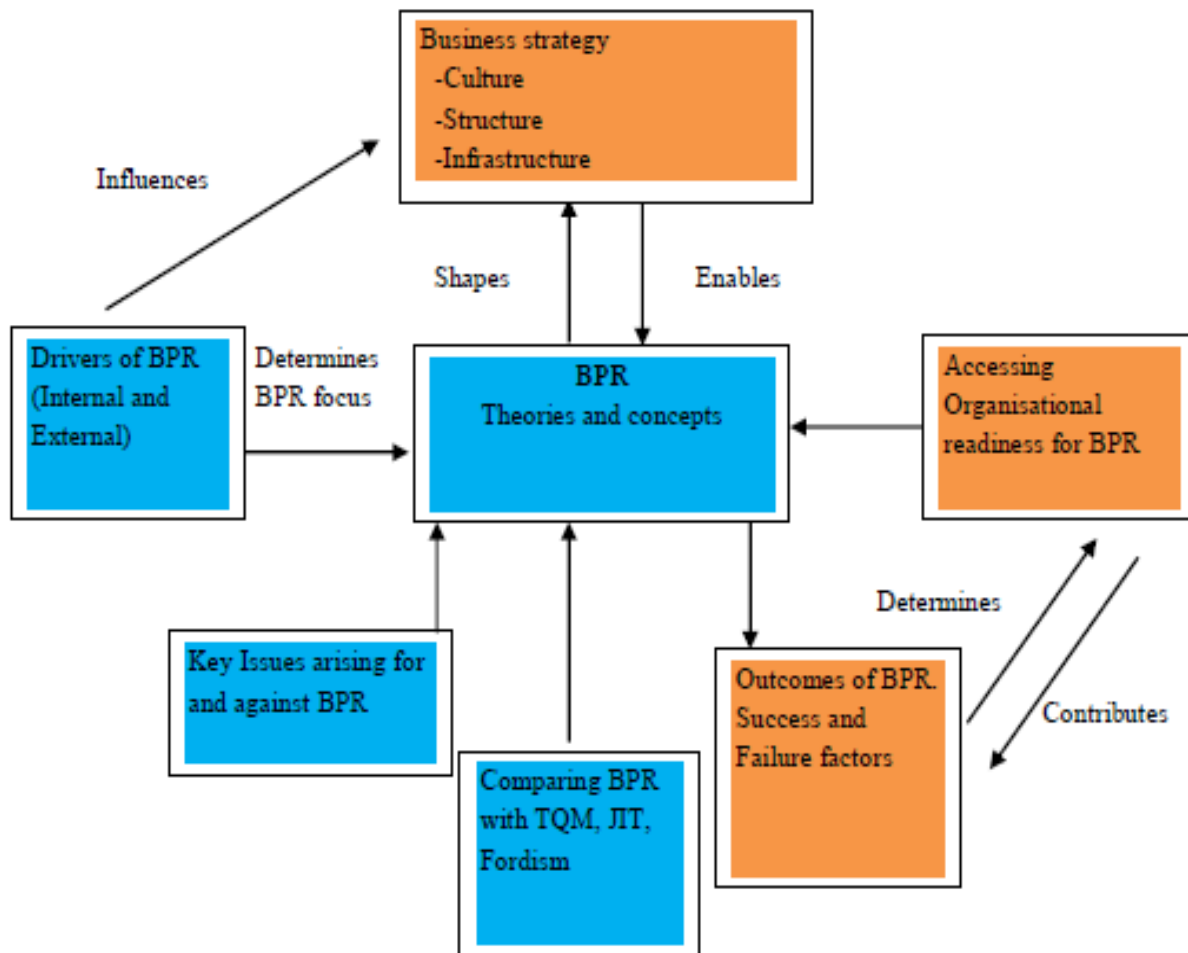 Business strategy
-Culture
-Structure
-Infrastructure
Influences
Shapes
Enables
Drivers of BPR
(Internal and
External)
Determines
BPR focus
BPR
Theories and concepts
Accessing
Organisational
readiness for BPR
Determines
Contributes
Key Issues arising for
and against BPR
Outcomes of BPR.
Success and
Failure factors
Comparing BPR
with TQM, JIT,
Fordism